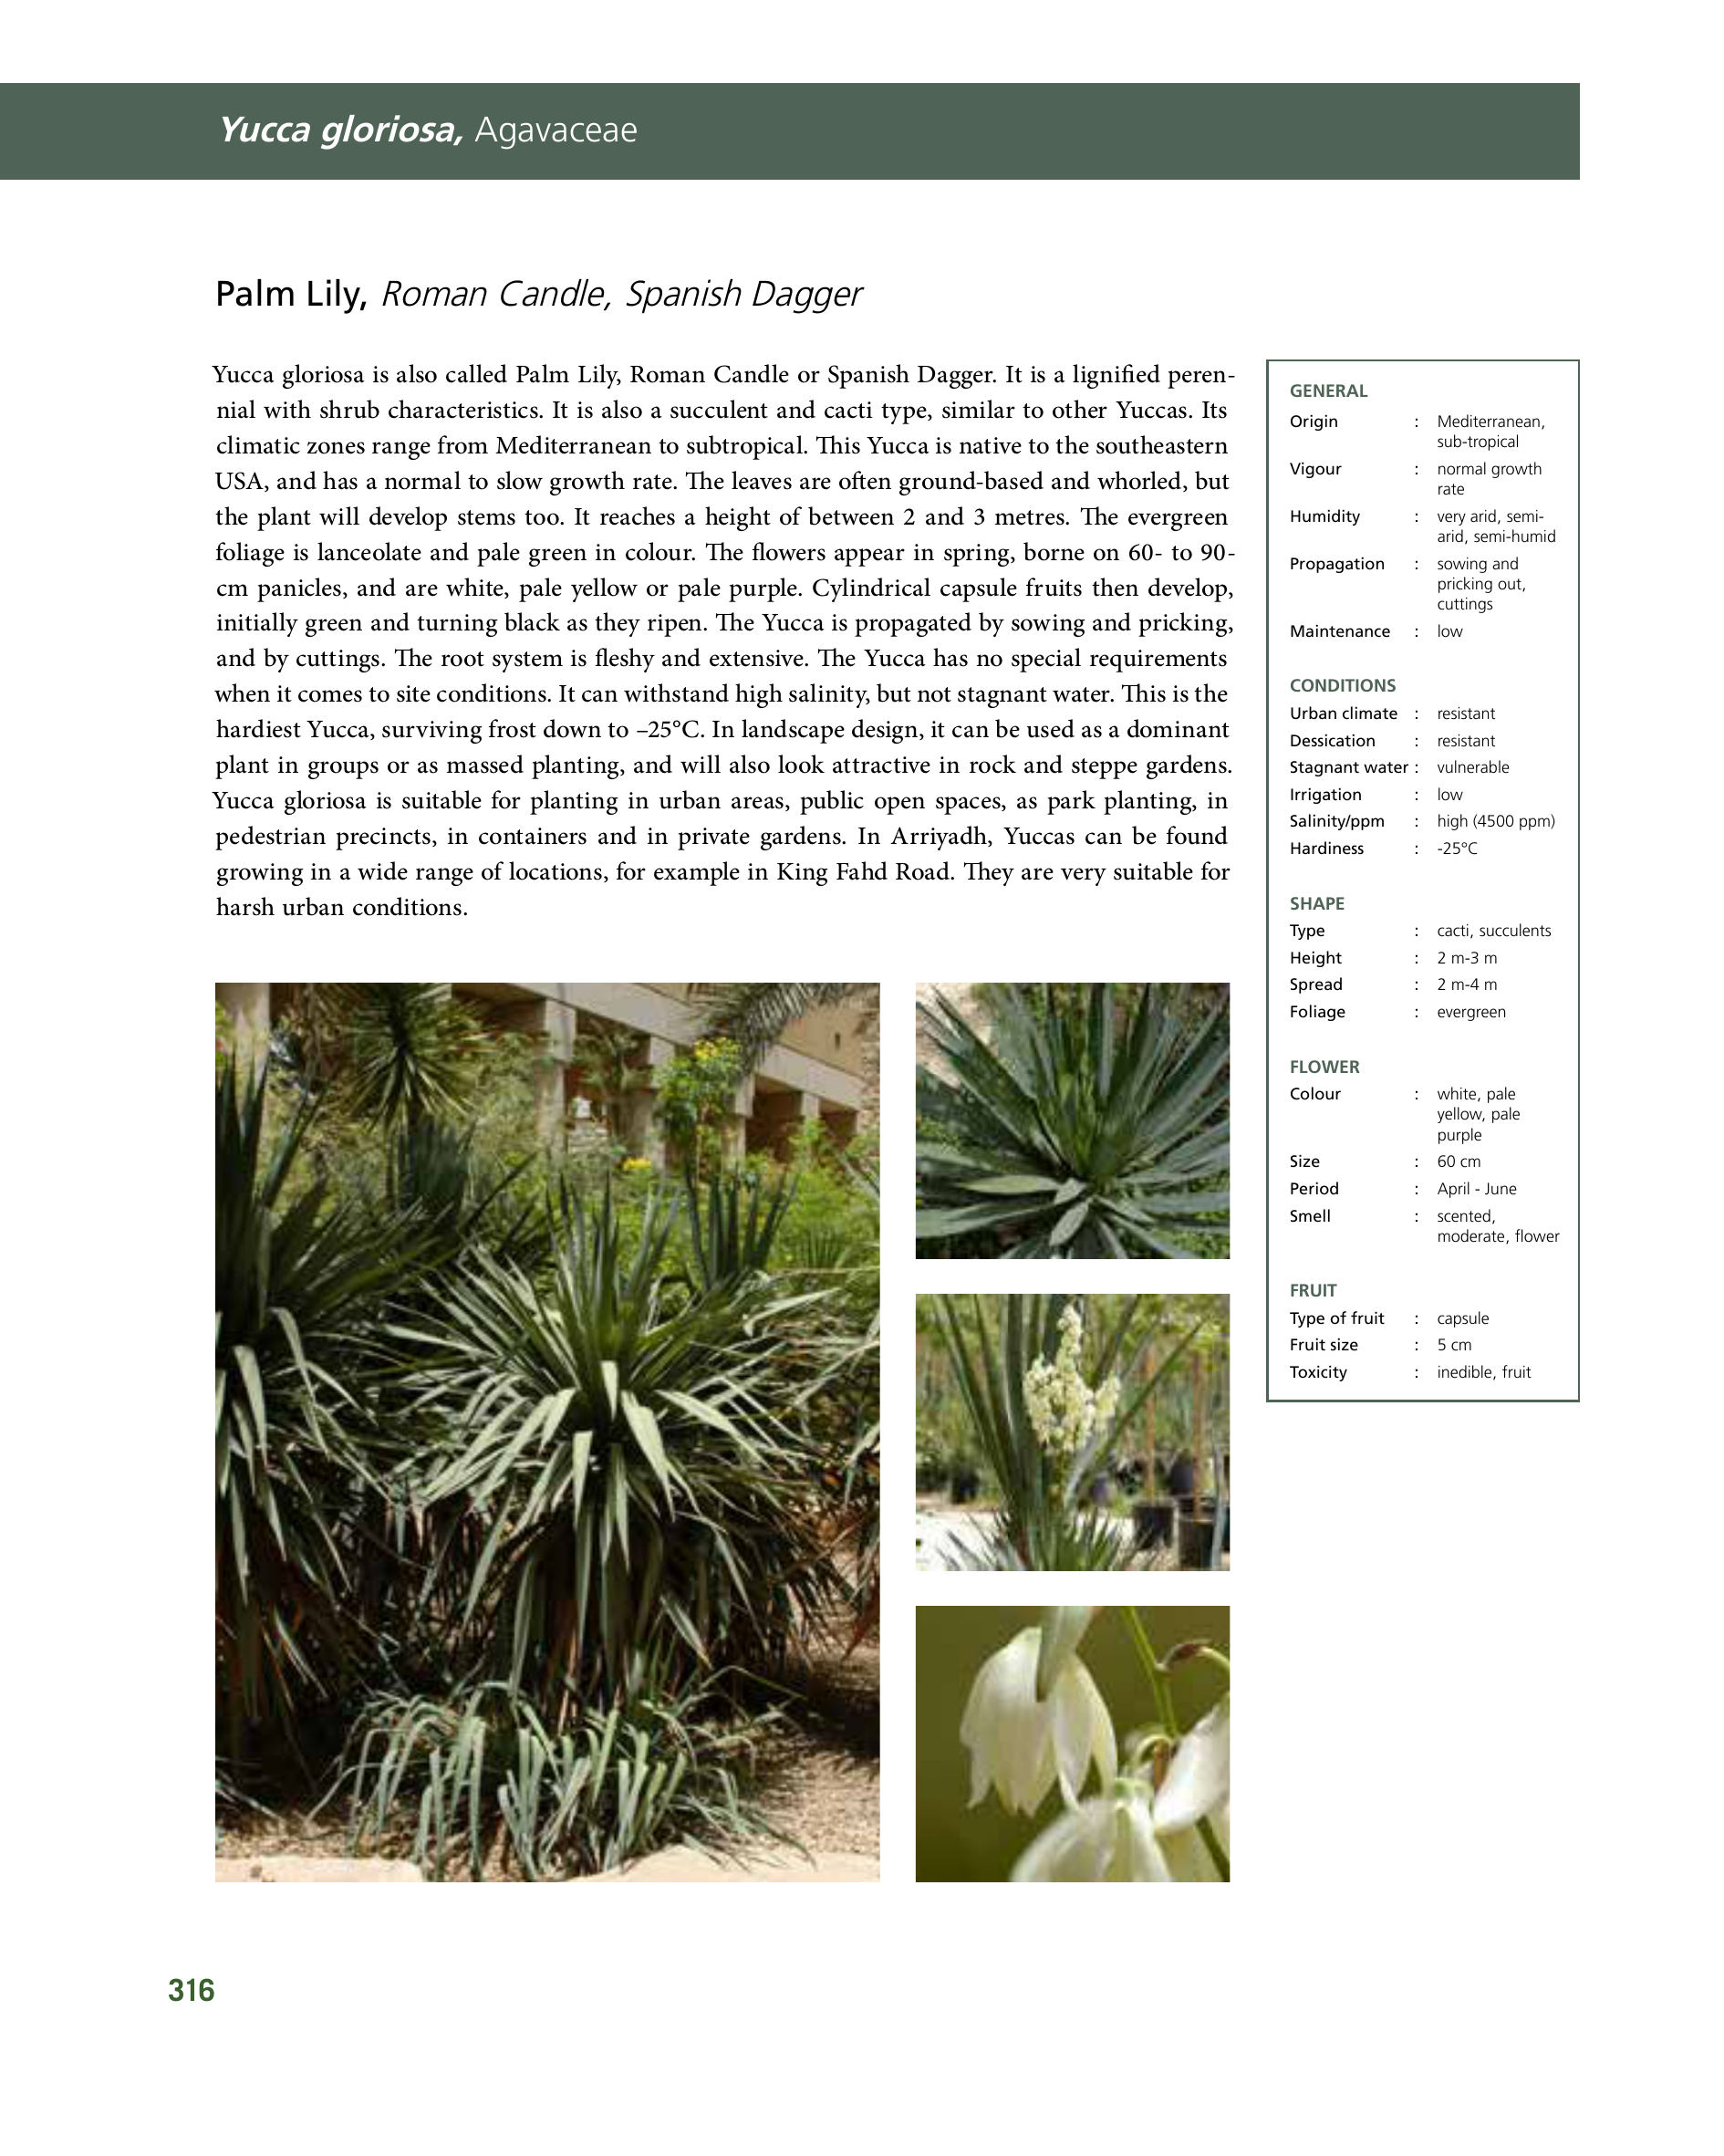 Yucca gloriosa, Agavaceae
Palm Lily, Roman Candle, Spanish Dagger
Yucca gloriosa is also called Palm Lily, Roman Candle or Spanish Dagger. It is a lignified peren-
nial with shrub characteristics. It is also a succulent and cacti type, similar to other Yuccas. Its
climatic zones range from Mediterranean to subtropical. This Yucca is native to the southeastern
USA, and has a normal to slow growth rate. The leaves are often ground-based and whorled, but
the plant will develop stems too. It reaches a height of between 2 and 3 metres. The evergreen
foliage is lanceolate and pale green in colour. The flowers appear in spring, borne on 60- to 90-
cm panicles, and are white, pale yellow or pale purple. Cylindrical capsule fruits then develop,
initially green and turning black as they ripen. The Yucca is propagated by sowing and pricking,
and by cuttings. The root system is fleshy and extensive. The Yucca has no special requirements
when it comes to site conditions. It can withstand high salinity, but not stagnant water. This is the
hardiest Yucca, surviving frost down to –25°C. In landscape design, it can be used as a dominant
plant in groups or as massed planting, and will also look attractive in rock and steppe gardens.
Yucca gloriosa is suitable for planting in urban areas, public open spaces, as park planting, in
pedestrian precincts, in containers and in private gardens. In Arriyadh, Yuccas can be found
growing in a wide range of locations, for example in King Fahd Road. They are very suitable for
harsh urban conditions.
GENERAL
Origin : Mediterranean,
sub-tropical
Vigour : normal growth
rate
Humidity : very arid, semi-
arid, semi-humid
Propagation : sowing and
pricking out,
cuttings
Maintenance : low
CONDITIONS
Urban climate : resistant
Dessication : resistant
Stagnant water : vulnerable
Irrigation : low
Salinity/ppm : high (4500 ppm)
Hardiness : -25°C
SHAPE
Type : cacti, succulents
Height : 2 m-3 m
Spread : 2 m-4 m
Foliage : evergreen
FLOWER
Colour : white, pale
yellow, pale
purple
Size : 60 cm
Period : April - June
Smell : scented,
moderate, flower
FRUIT
Type of fruit : capsule
Fruit size : 5 cm
Toxicity : inedible, fruit
316